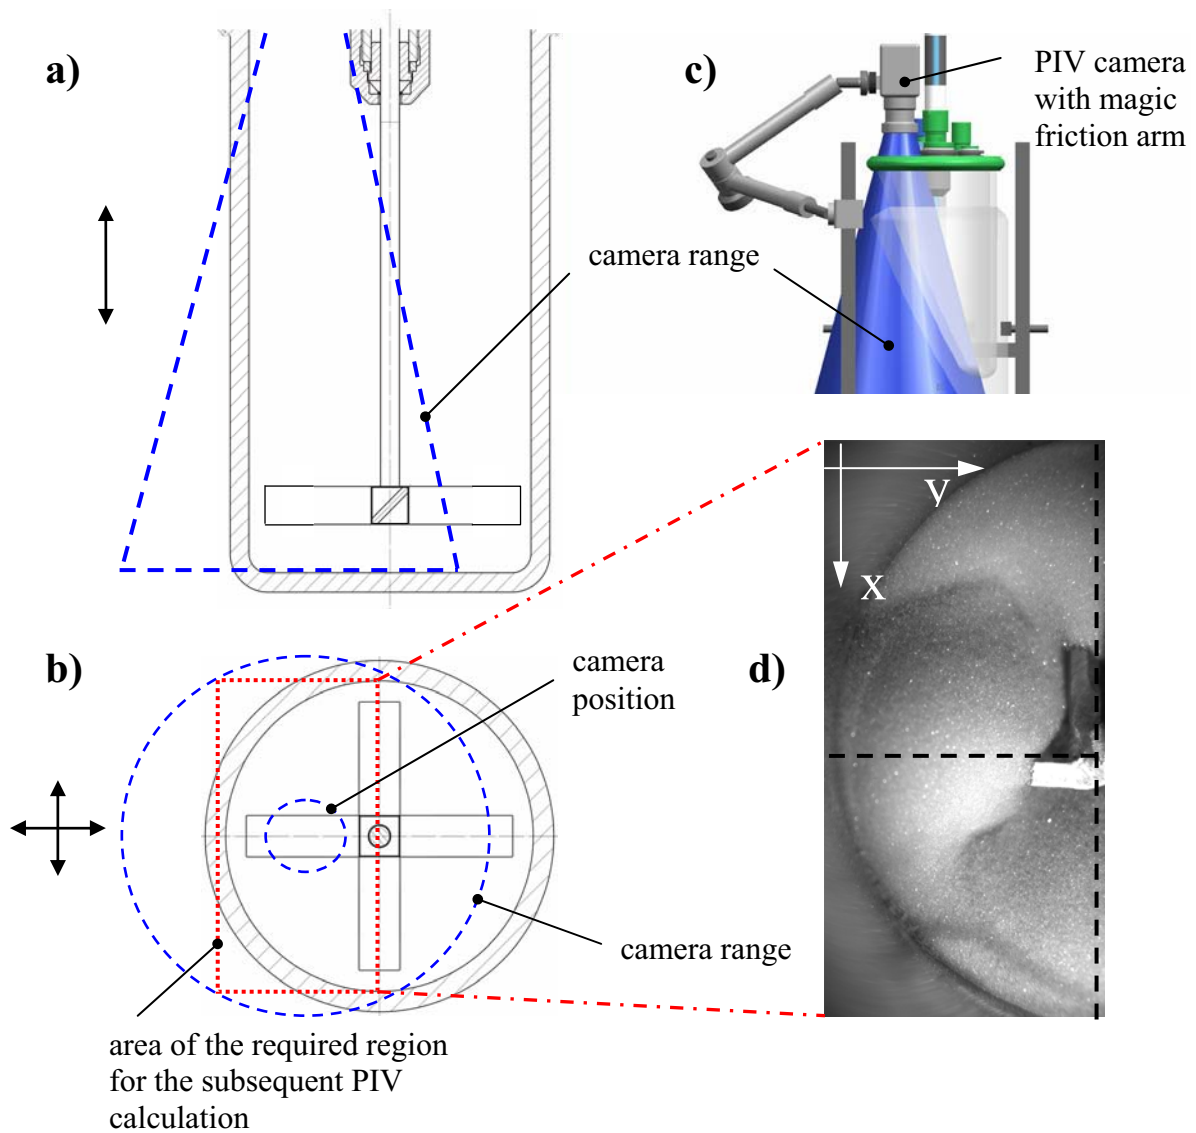 a)
c)
PIV camera
with magic
friction arm
camera range
y
x
b)
camera
position
d)
camera range
area of the required region
for the subsequent PIV
calculation